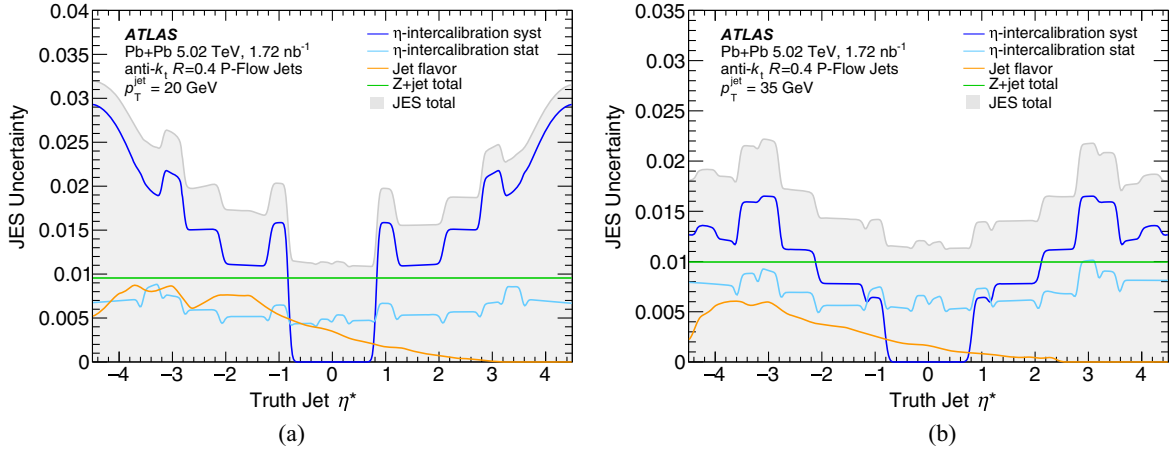 0.04
0.035
0.03
0.025
0.02
0.015
0.01
0.005
0
JES Uncertainty
ATLAS
Pb+Pb 5.02 TeV, 1.72 nb⁻¹
anti-kₜ R=0.4 P-Flow Jets
p_T^jet = 20 GeV
η-intercalibration syst
η-intercalibration stat
Jet flavor
Z+jet total
JES total
−4 −3 −2 −1 0 1 2 3 4
Truth Jet η*
(a)
0.035
0.03
0.025
0.02
0.015
0.01
0.005
0
JES Uncertainty
ATLAS
Pb+Pb 5.02 TeV, 1.72 nb⁻¹
anti-kₜ R=0.4 P-Flow Jets
p_T^jet = 35 GeV
η-intercalibration syst
η-intercalibration stat
Jet flavor
Z+jet total
JES total
−4 −3 −2 −1 0 1 2 3 4
Truth Jet η*
(b)